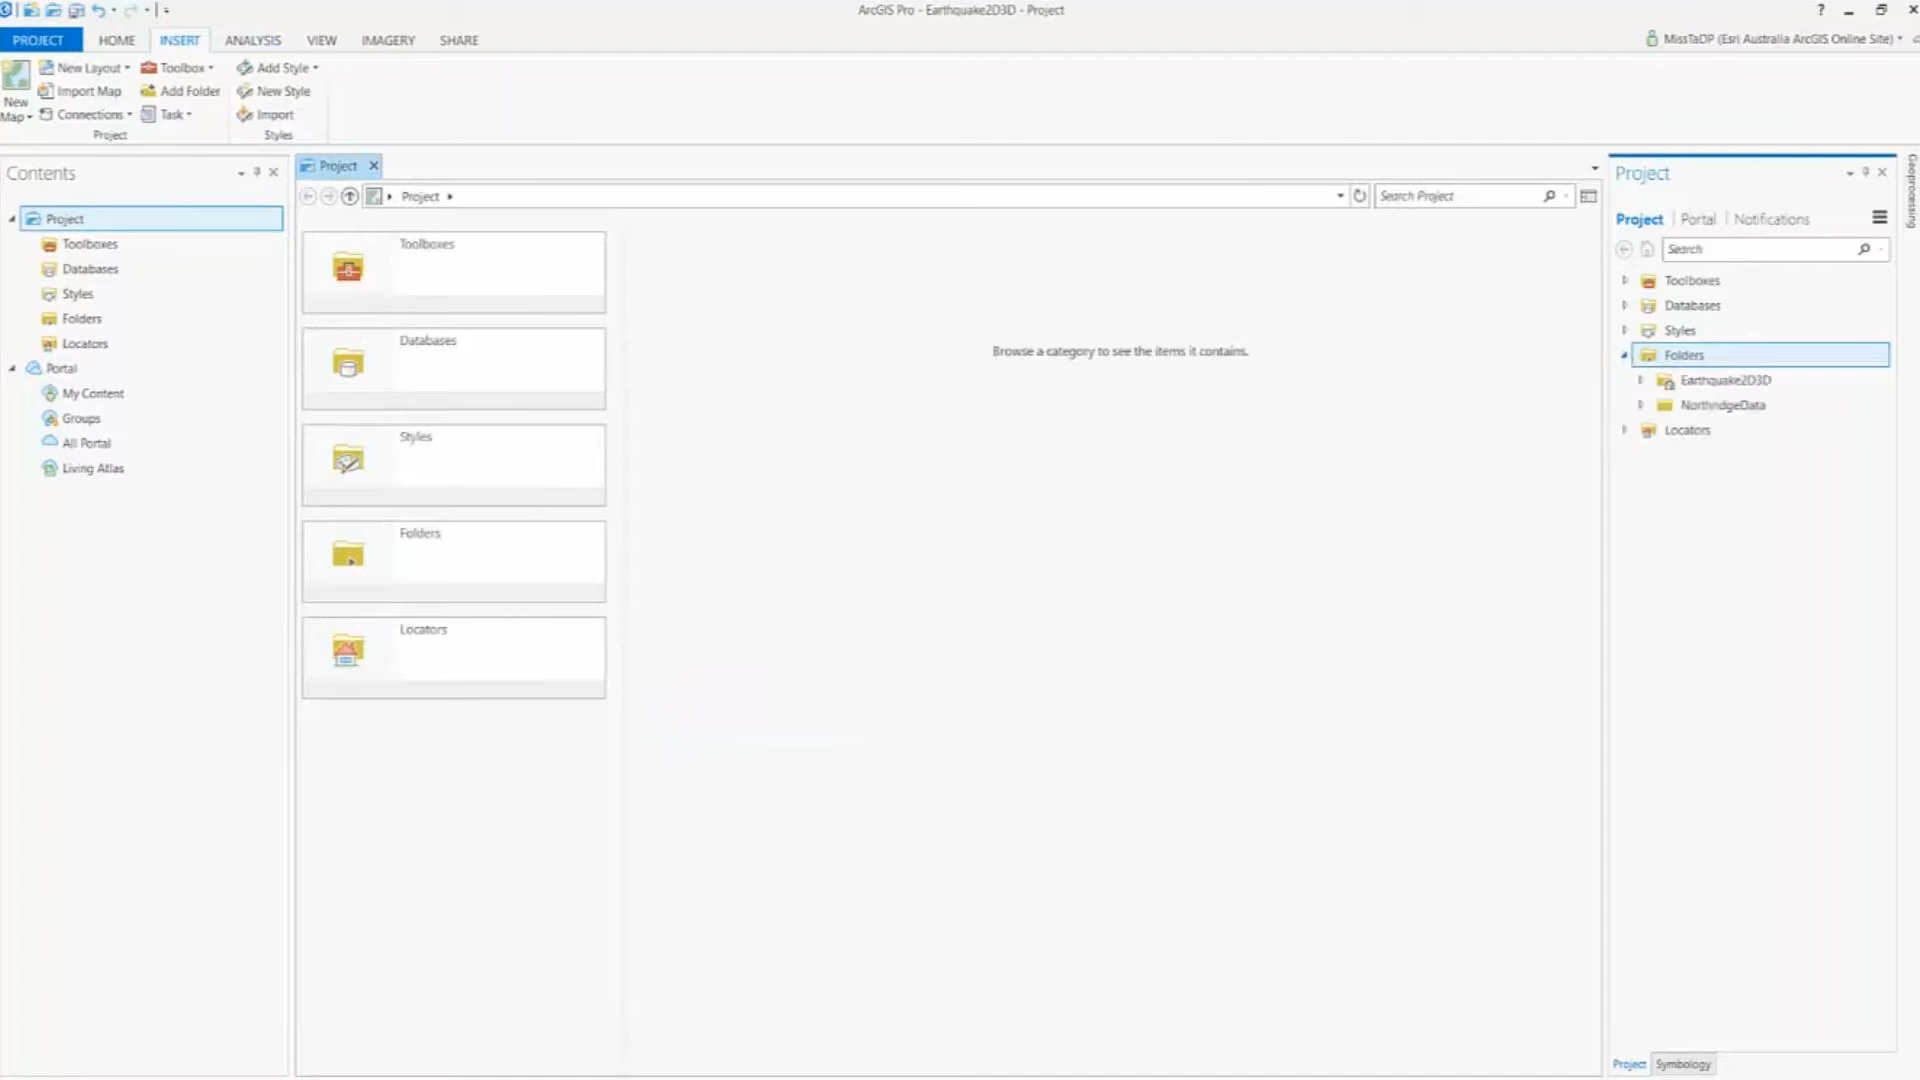 ArcGIS Pro - Earthquake2D3D - Project
?
PROJECT HOME INSERT ANALYSIS VIEW IMAGERY SHARE
MissTaDP (Esri Australia ArcGIS Online Site)
New Map
New Layout
Import Map
Connections
Toolbox
Add Folder
Task
Project
Add Style
New Style
Import
Styles
Contents
Project
Toolboxes
Databases
Styles
Folders
Locators
Portal
My Content
Groups
All Portal
Living Atlas
Project
Project
Search Project
Toolboxes
Databases
Styles
Folders
Locators
Browse a category to see the items it contains.
Project
Project Portal Notifications
Search
Toolboxes
Databases
Styles
Folders
Earthquake2D3D
NorthridgeData
Locators
Project Symbology
Geoprocessing